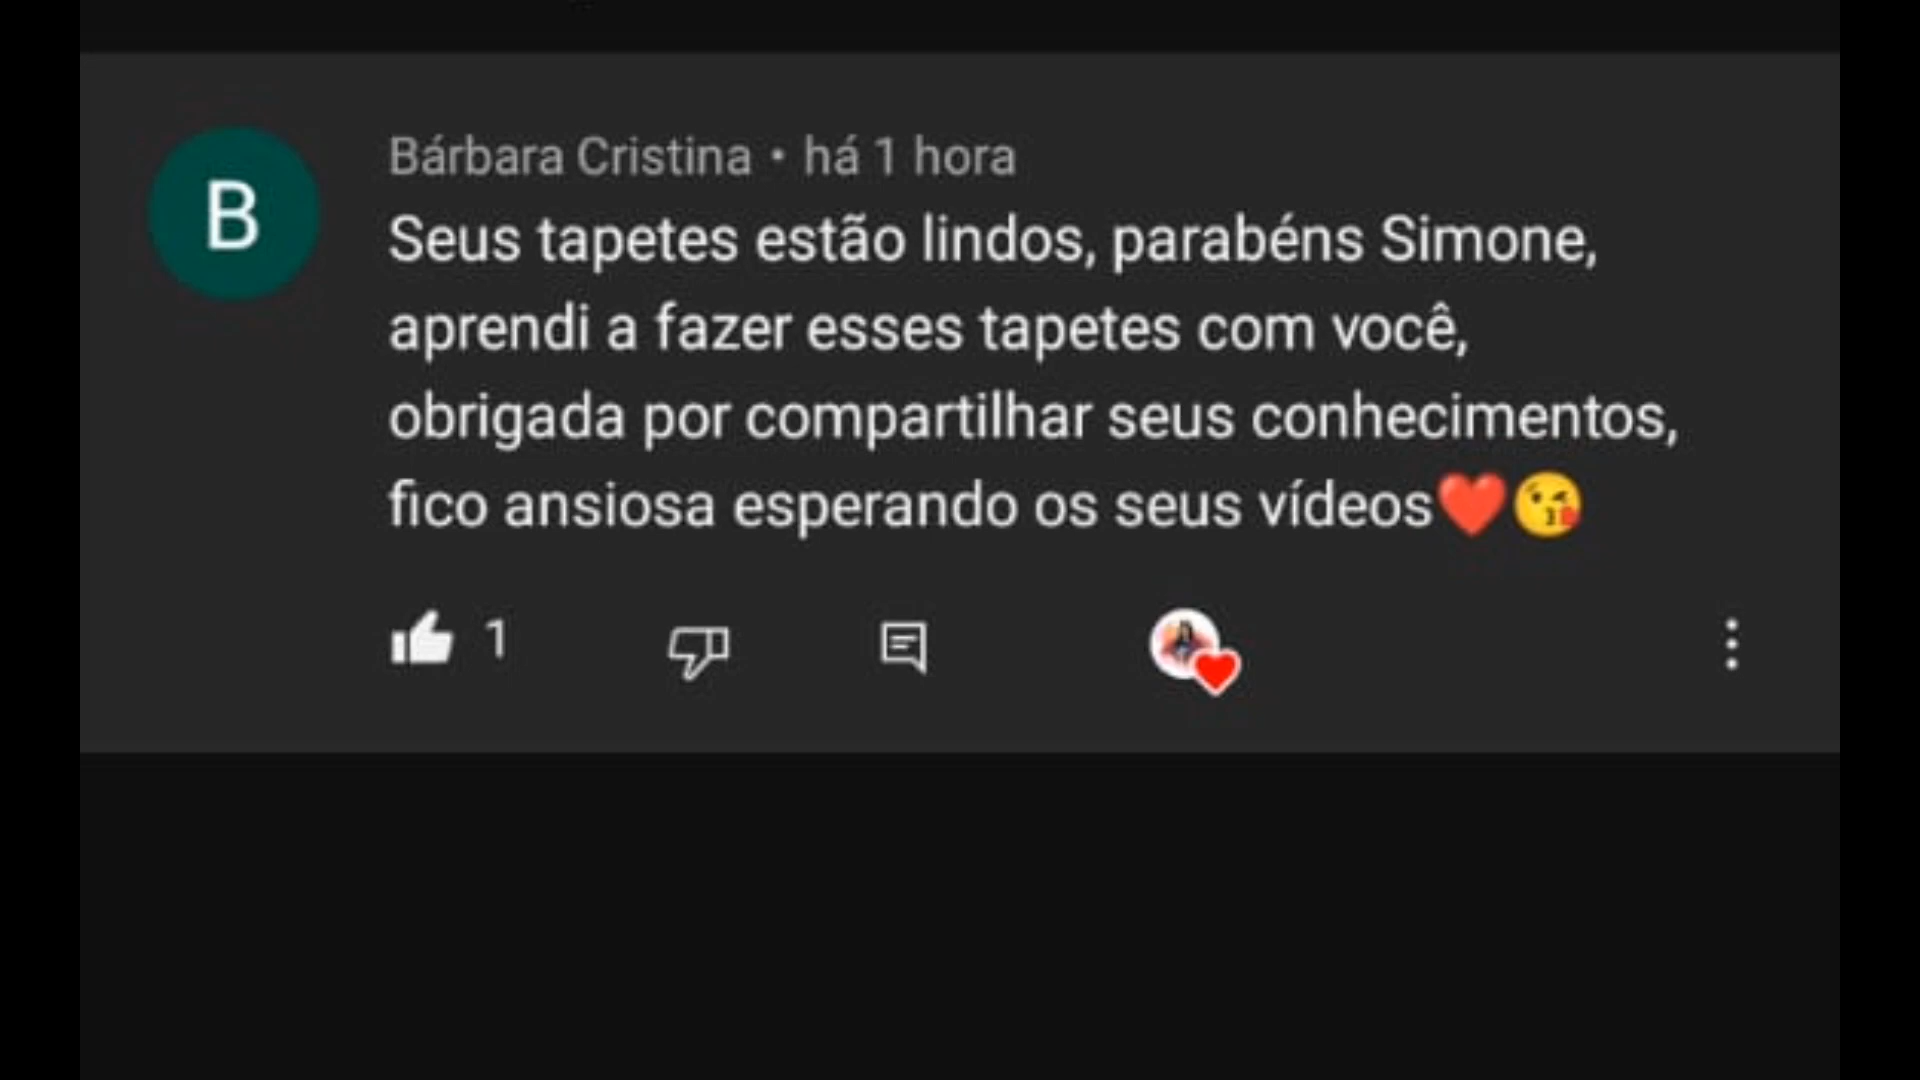 B
Bárbara Cristina • há 1 hora
Seus tapetes estão lindos, parabéns Simone,
aprendi a fazer esses tapetes com você,
obrigada por compartilhar seus conhecimentos,
fico ansiosa esperando os seus vídeos❤️😘
1